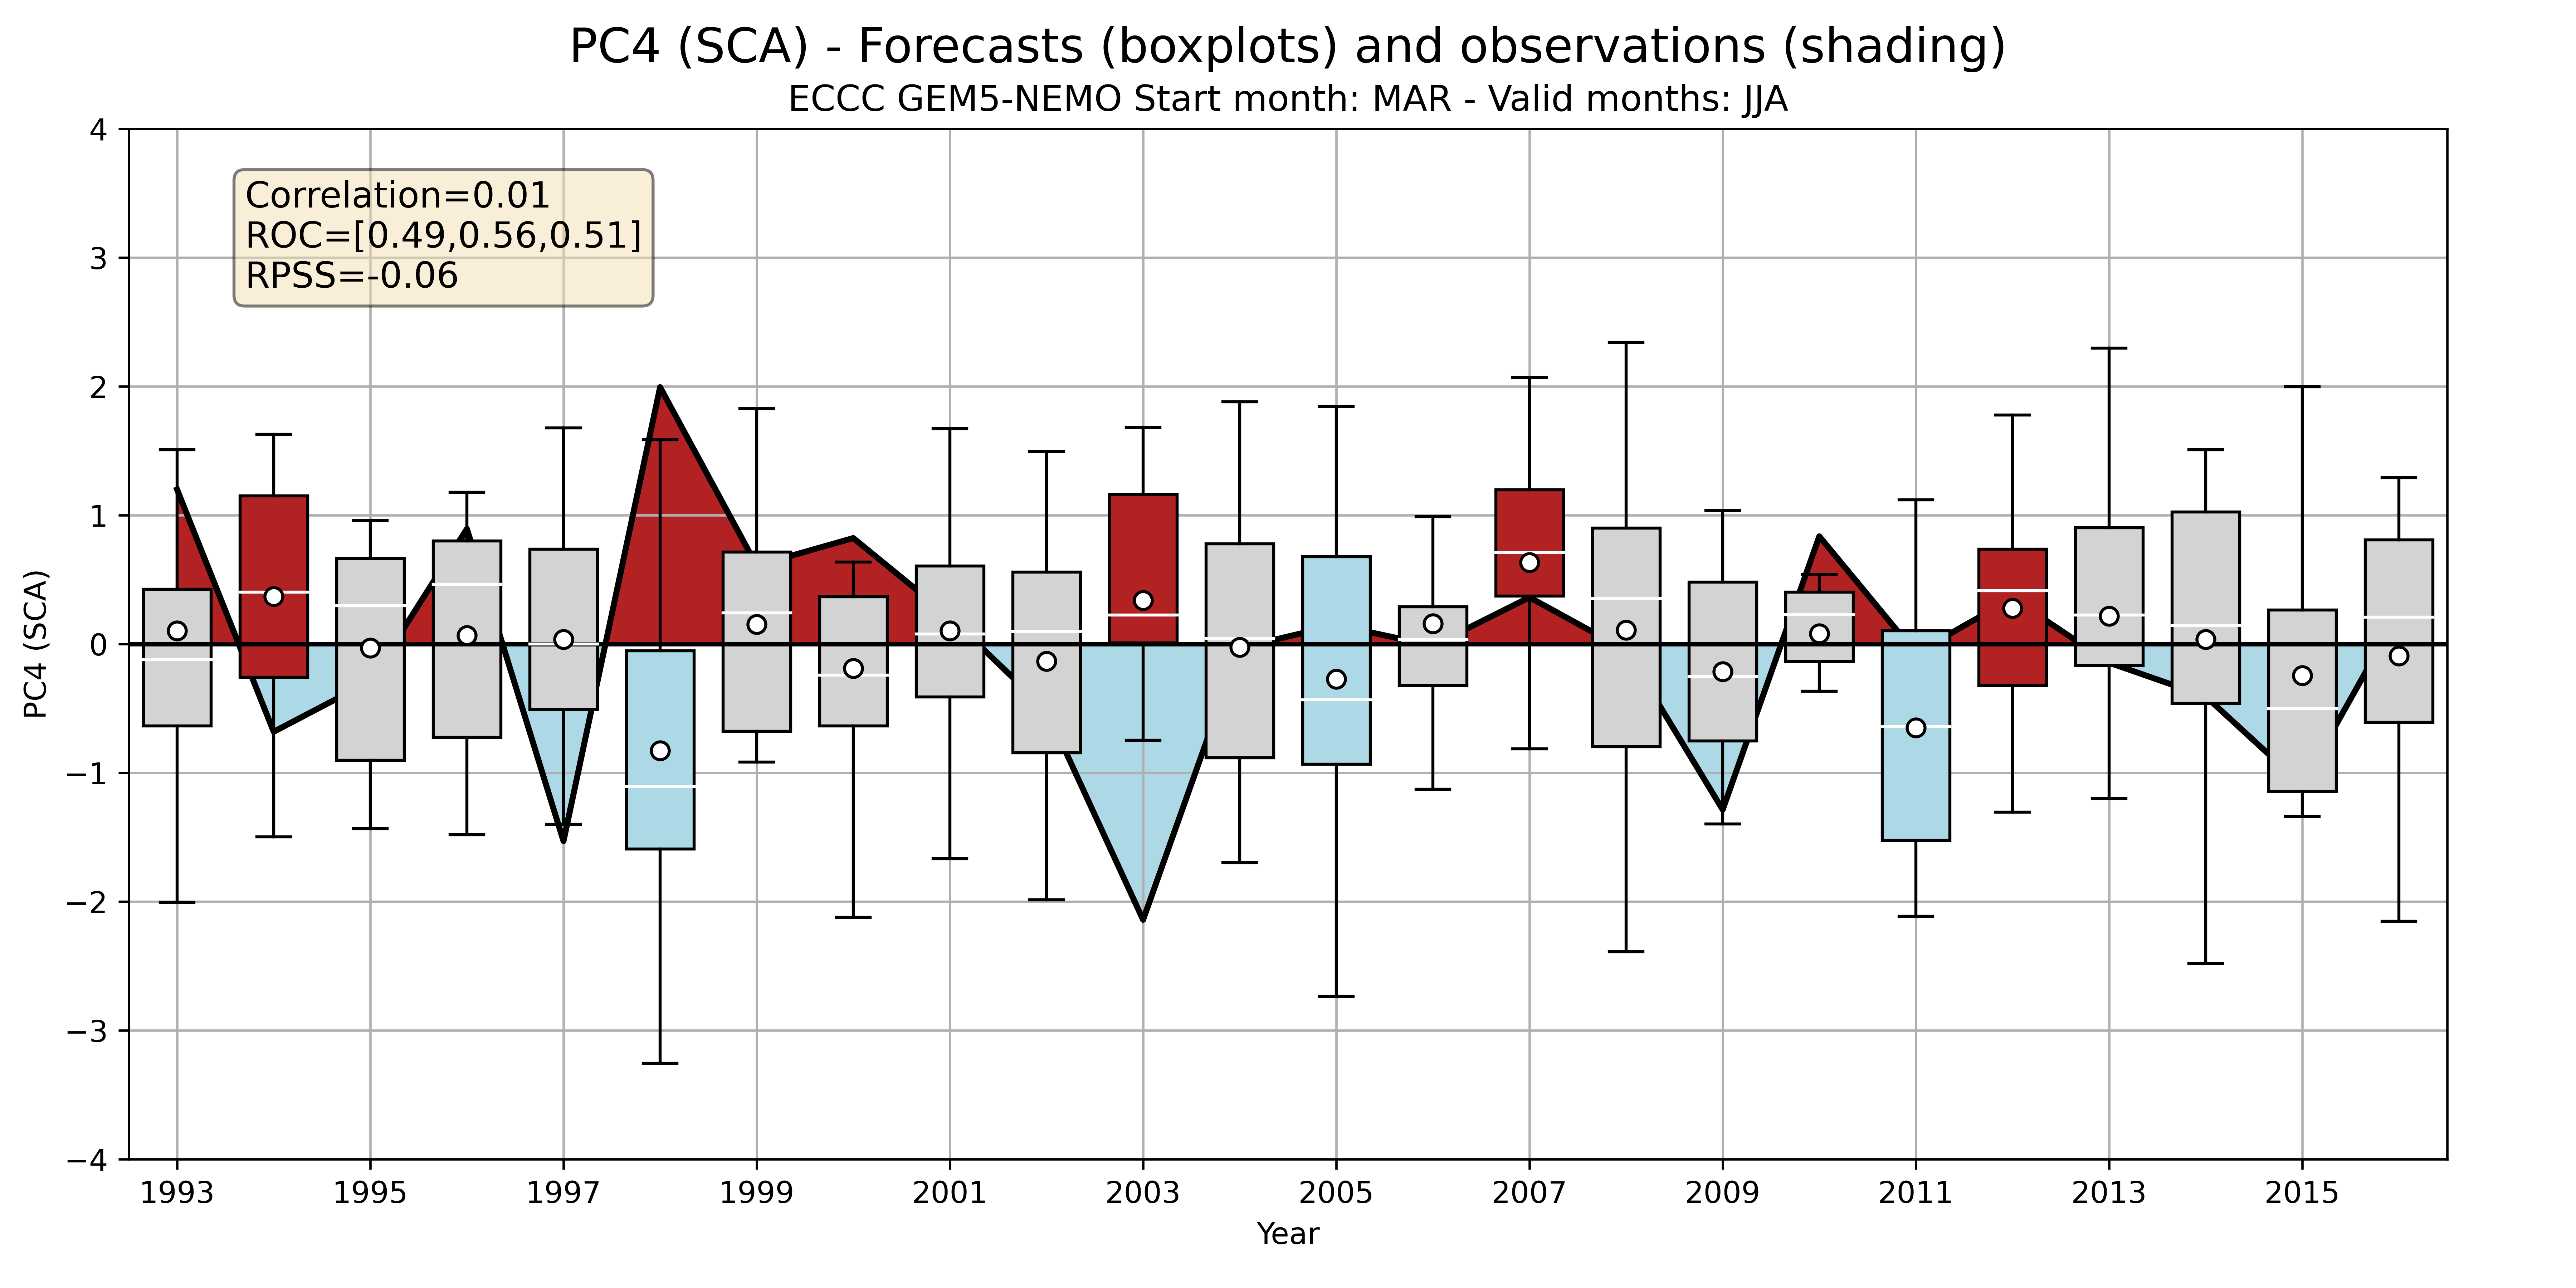 PC4 (SCA) - Forecasts (boxplots) and observations (shading)
ECCC GEM5-NEMO Start month: MAR - Valid months: JJA
Correlation=0.01
ROC=[0.49,0.56,0.51]
RPSS=-0.06
PC4 (SCA)
4
3
2
1
0
−1
−2
−3
−4
1993 1995 1997 1999 2001 2003 2005 2007 2009 2011 2013 2015
Year